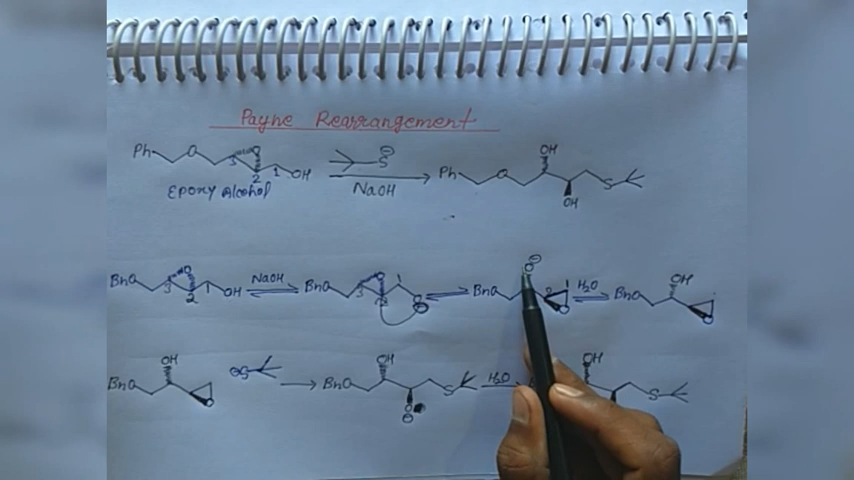 Payne Rearrangement
Ph O 3 O 2 1 OH S⊖ NaOH Ph O OH OH S
Epoxy Alcohol
BnO 3 O 2 1 OH NaOH BnO 3 O 2 1 O⊖ BnO O⊖ 2 1 O H2O BnO OH O
BnO OH O ⊖S BnO OH O⊖ S H2O OH S